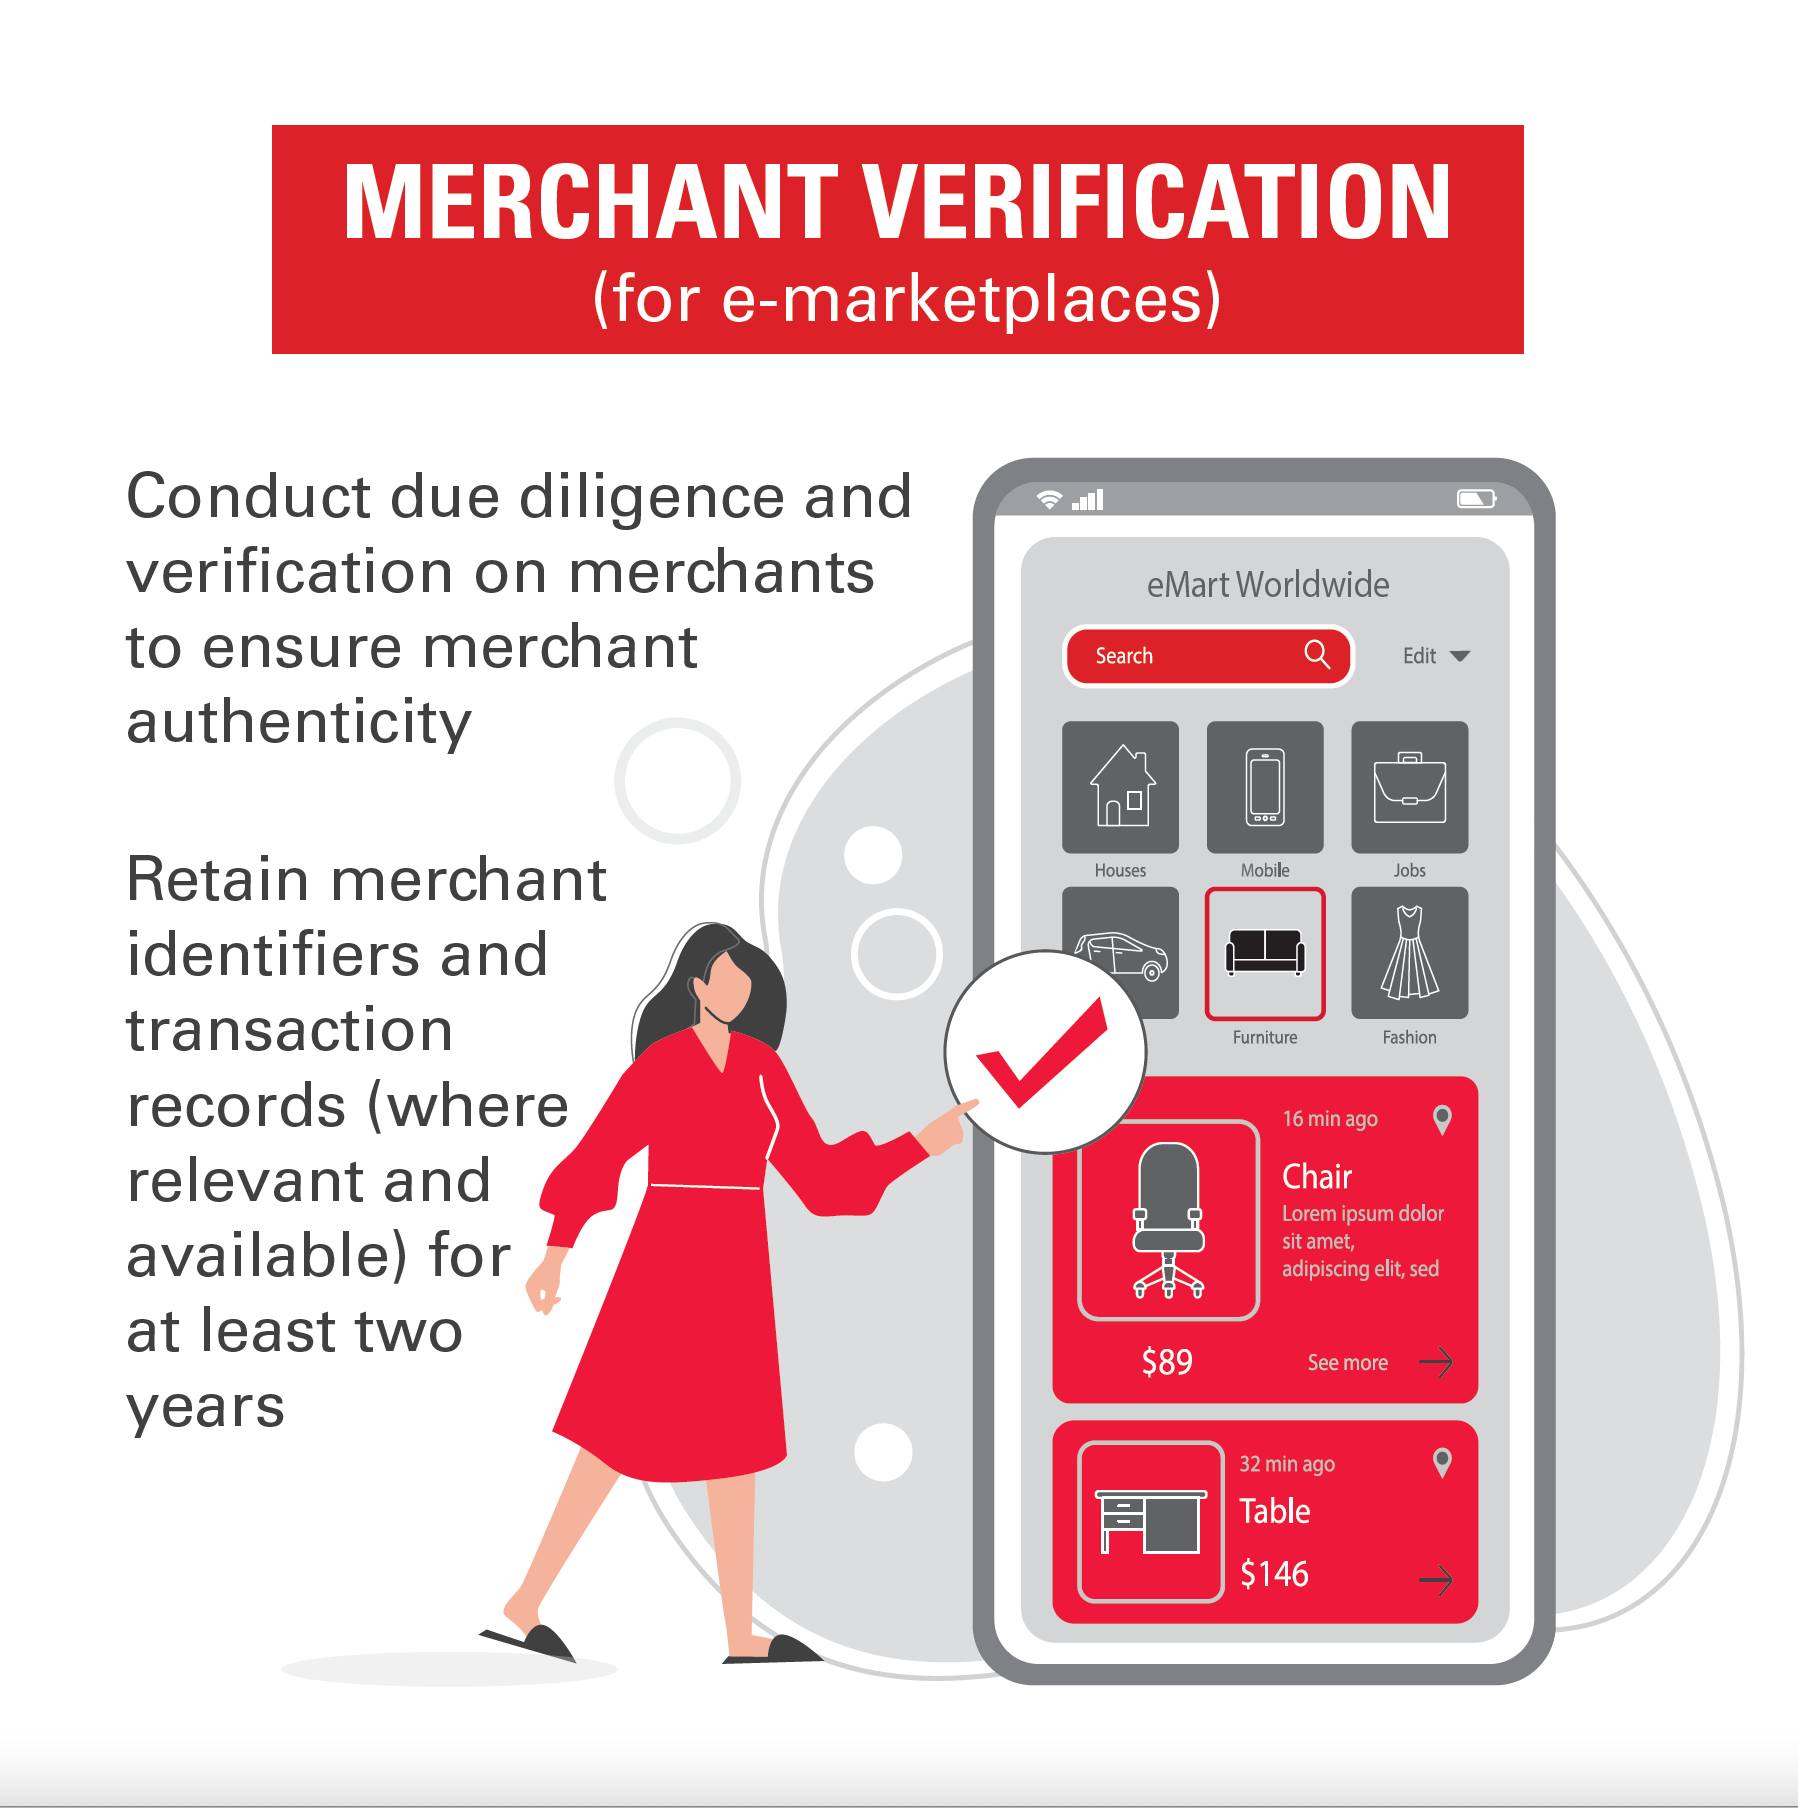 MERCHANT VERIFICATION
(for e-marketplaces)
Conduct due diligence and
verification on merchants
to ensure merchant
authenticity
Retain merchant
identifiers and
transaction
records (where
relevant and
available) for
at least two
years
eMart Worldwide
Search
Edit
Houses
Mobile
Jobs
Furniture
Fashion
16 min ago
Chair
Lorem ipsum dolor
sit amet,
adipiscing elit, sed
$89
See more
32 min ago
Table
$146